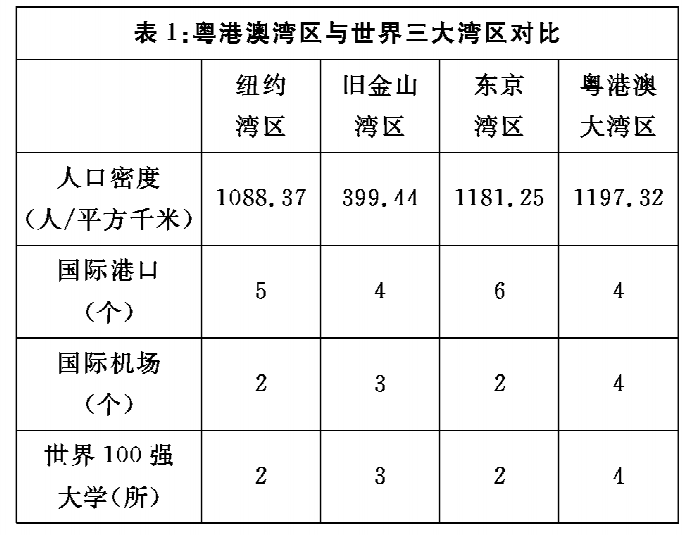 表1:粤港澳湾区与世界三大湾区对比
纽约
湾区
旧金山
湾区
东京
湾区
粤港澳
大湾区
人口密度
(人/平方千米)
1088.37
399.44
1181.25
1197.32
国际港口
(个)
5
4
6
4
国际机场
(个)
2
3
2
4
世界100强
大学(所)
2
3
2
4